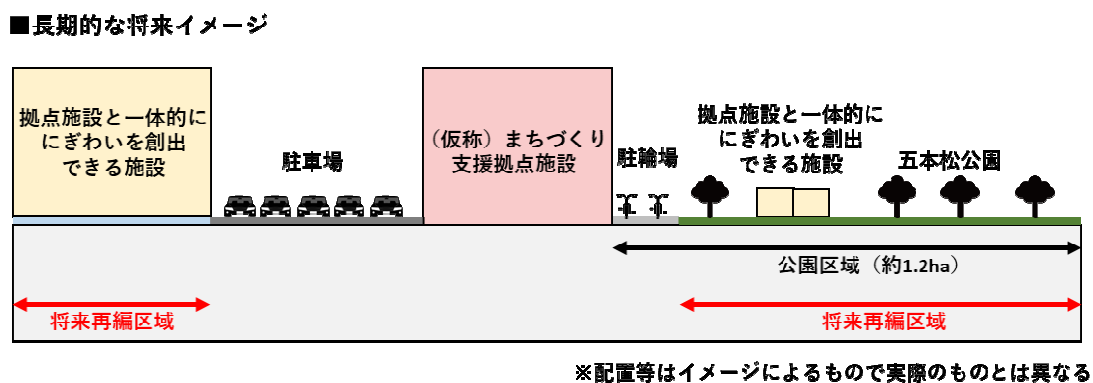 ■長期的な将来イメージ
拠点施設と一体的に
にぎわいを創出
できる施設
駐車場
（仮称）まちづくり
支援拠点施設
駐輪場
拠点施設と一体的に
にぎわいを創出
できる施設
五本松公園
公園区域（約1.2ha）
将来再編区域
将来再編区域
※配置等はイメージによるもので実際のものとは異なる